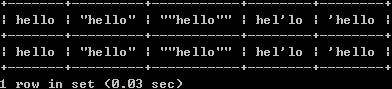 +-------+---------+-----------+--------+--------+
| hello | "hello" | ""hello"" | hel'lo | 'hello |
+-------+---------+-----------+--------+--------+
| hello | "hello" | ""hello"" | hel'lo | 'hello |
+-------+---------+-----------+--------+--------+
1 row in set (0.03 sec)